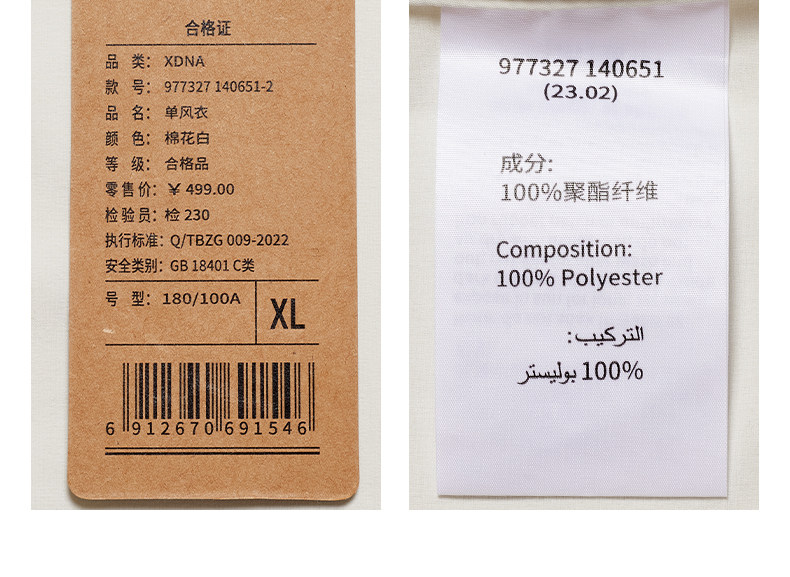 合格证
品 类： XDNA
款 号： 977327 140651-2
品 名： 单风衣
颜 色： 棉花白
等 级： 合格品
零售价：￥ 499.00
检验员：检 230
执行标准：Q/TBZG 009-2022
安全类别：GB 18401 C类
号 型： 180/100A
XL
6 912670 691546
977327 140651
(23.02)
成分:
100%聚酯纤维
Composition:
100% Polyester
التركيب:
100% بوليستر